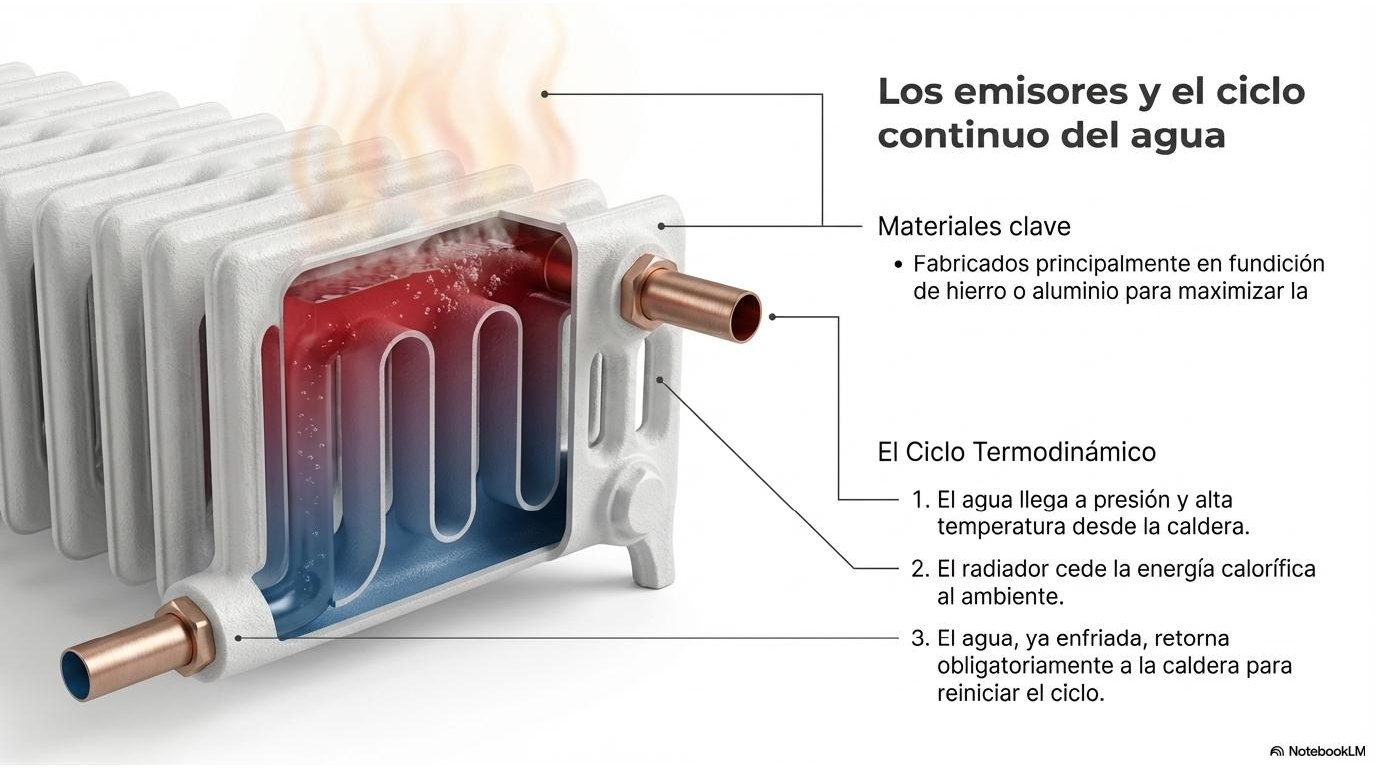 Los emisores y el ciclo
continuo del agua
Materiales clave
• Fabricados principalmente en fundición
de hierro o aluminio para maximizar la
El Ciclo Termodinámico
1. El agua llega a presión y alta
temperatura desde la caldera.
2. El radiador cede la energía calorífica
al ambiente.
3. El agua, ya enfriada, retorna
obligatoriamente a la caldera para
reiniciar el ciclo.
NotebookLM